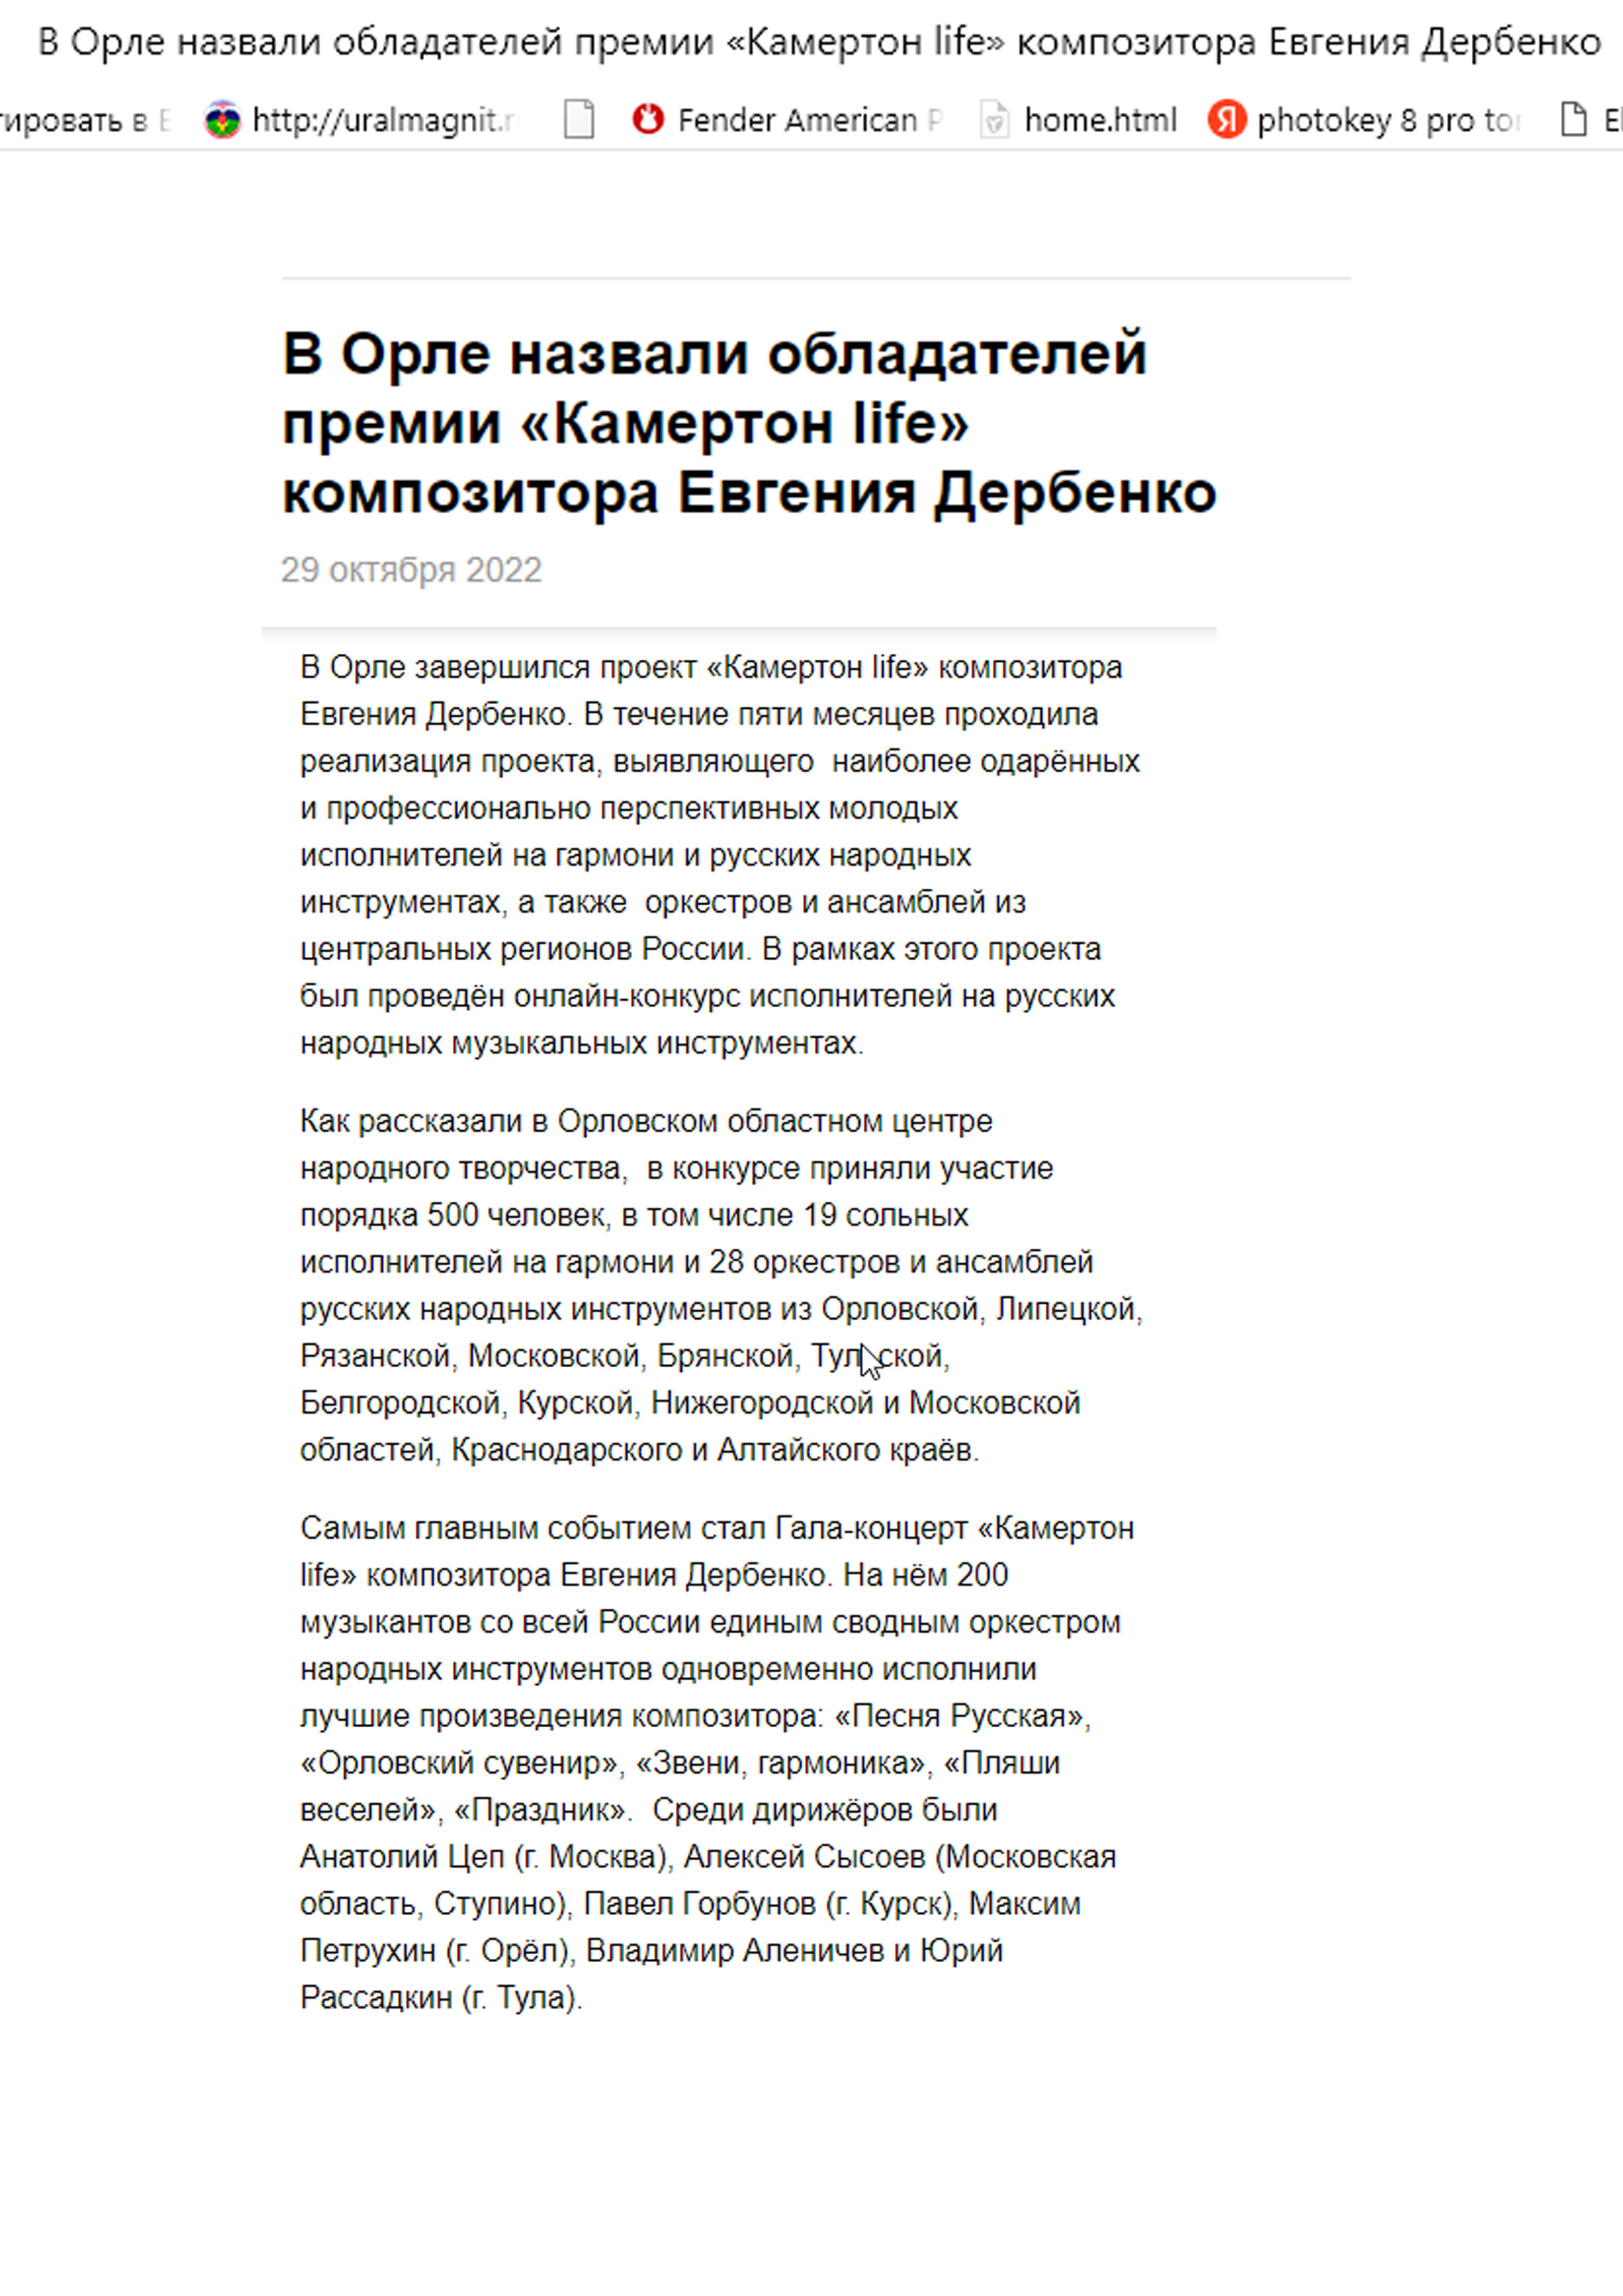 В Орле назвали обладателей премии «Камертон life» композитора Евгения Дербенко
тировать в http://uralmagnit.r Fender American P home.html photokey 8 pro tor
В Орле назвали обладателей
премии «Камертон life»
композитора Евгения Дербенко
29 октября 2022
В Орле завершился проект «Камертон life» композитора
Евгения Дербенко. В течение пяти месяцев проходила
реализация проекта, выявляющего наиболее одарённых
и профессионально перспективных молодых
исполнителей на гармони и русских народных
инструментах, а также оркестров и ансамблей из
центральных регионов России. В рамках этого проекта
был проведён онлайн-конкурс исполнителей на русских
народных музыкальных инструментах.
Как рассказали в Орловском областном центре
народного творчества, в конкурсе приняли участие
порядка 500 человек, в том числе 19 сольных
исполнителей на гармони и 28 оркестров и ансамблей
русских народных инструментов из Орловской, Липецкой,
Рязанской, Московской, Брянской, Тульской,
Белгородской, Курской, Нижегородской и Московской
областей, Краснодарского и Алтайского краёв.
Самым главным событием стал Гала-концерт «Камертон
life» композитора Евгения Дербенко. На нём 200
музыкантов со всей России единым сводным оркестром
народных инструментов одновременно исполнили
лучшие произведения композитора: «Песня Русская»,
«Орловский сувенир», «Звени, гармоника», «Пляши
веселей», «Праздник». Среди дирижёров были
Анатолий Цеп (г. Москва), Алексей Сысоев (Московская
область, Ступино), Павел Горбунов (г. Курск), Максим
Петрухин (г. Орёл), Владимир Аленичев и Юрий
Рассадкин (г. Тула).